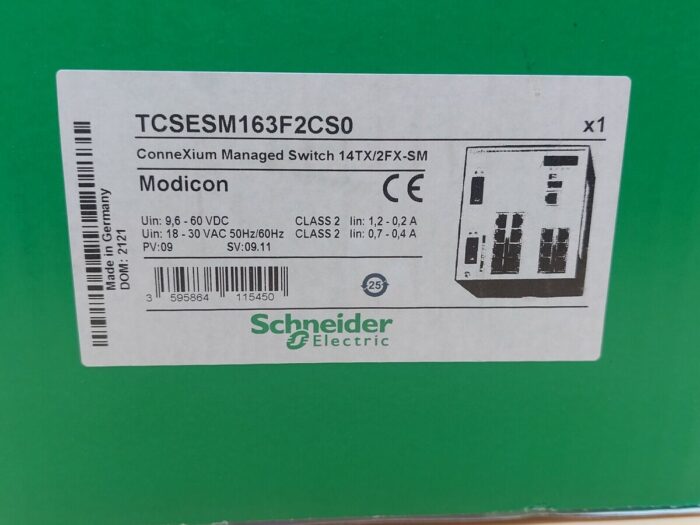 TCSESM163F2CS0 x1
ConneXium Managed Switch 14TX/2FX-SM
Modicon CE
Uin: 9,6 - 60 VDC CLASS 2 Iin: 1,2 - 0,2 A
Uin: 18 - 30 VAC 50Hz/60Hz CLASS 2 Iin: 0,7 - 0,4 A
PV:09 SV:09.11
3 595864 115450
25
Schneider
Electric
Made in Germany
DOM: 2121